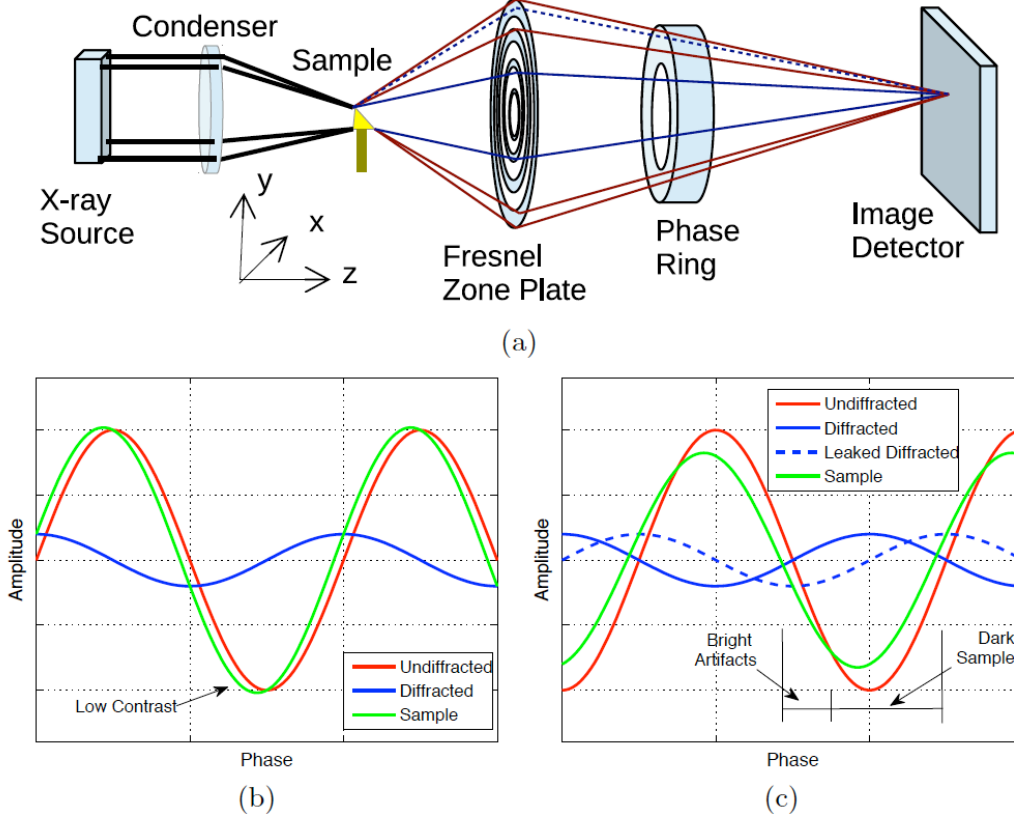 Condenser
Sample
X-ray
Source
y
x
z
Fresnel
Zone Plate
Phase
Ring
Image
Detector
(a)
Amplitude
Low Contrast
Undiffracted
Diffracted
Sample
Phase
(b)
Amplitude
Undiffracted
Diffracted
Leaked Diffracted
Sample
Bright
Artifacts
Dark
Sample
Phase
(c)